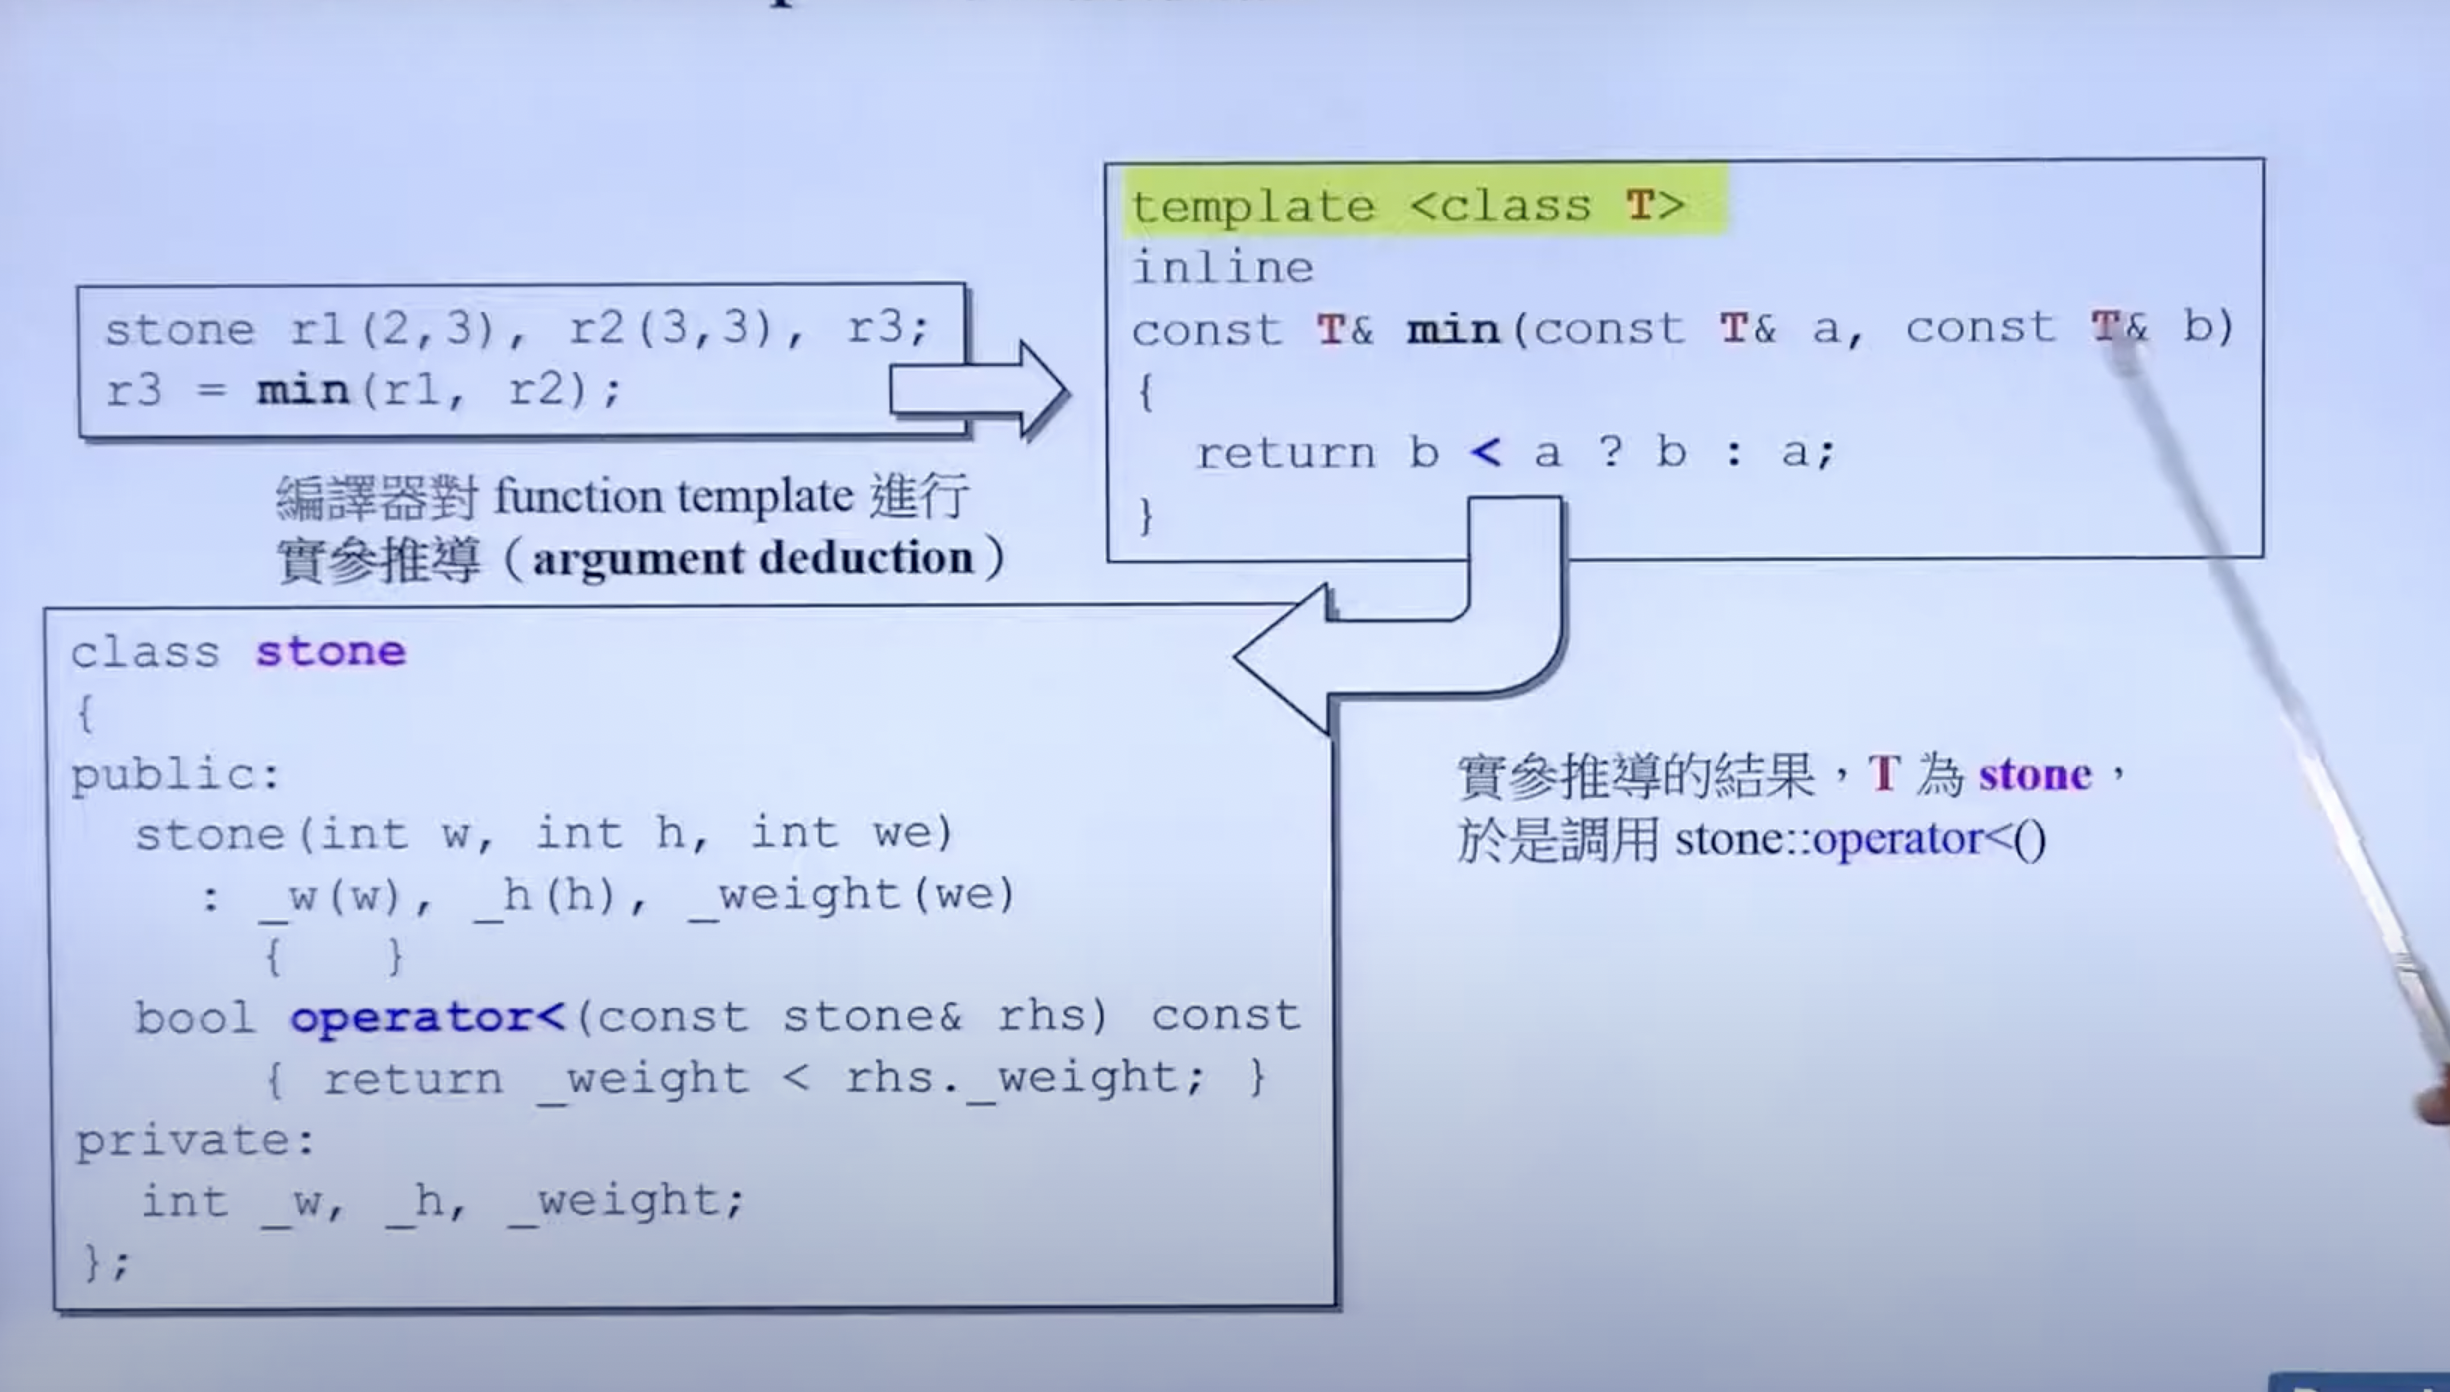 stone r1(2,3), r2(3,3), r3;
r3 = min(r1, r2);
編譯器對 function template 進行
實參推導（argument deduction）
template <class T>
inline
const T& min(const T& a, const T& b)
{
return b < a ? b : a;
}
class stone
{
public:
stone(int w, int h, int we)
: _w(w), _h(h), _weight(we)
{ }
bool operator<(const stone& rhs) const
{ return _weight < rhs._weight; }
private:
int _w, _h, _weight;
};
實參推導的結果，T 為 stone，
於是調用 stone::operator<()